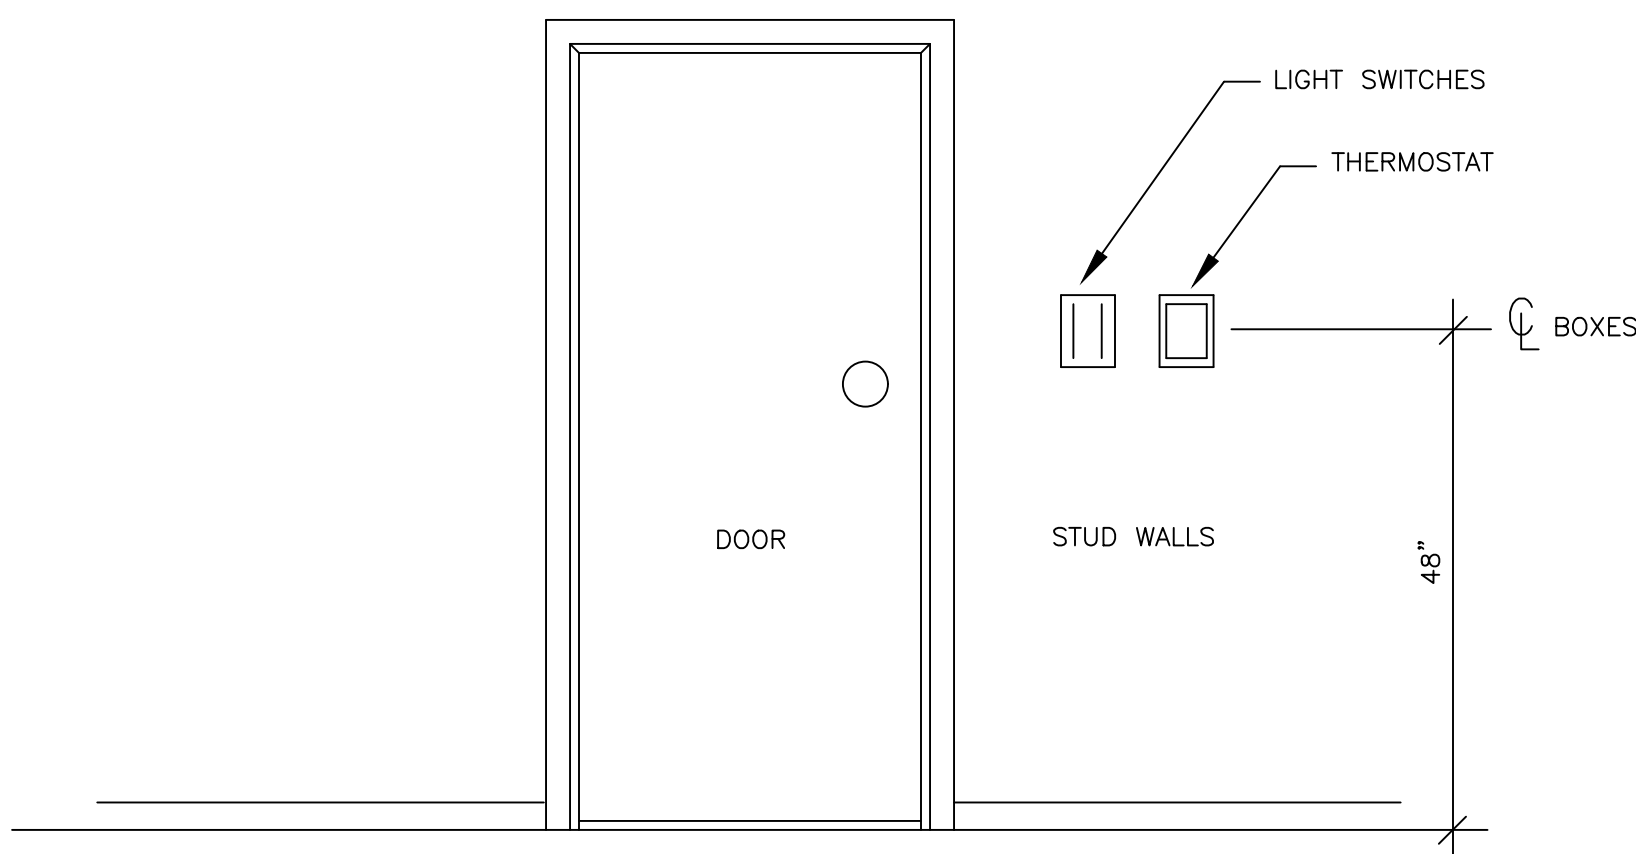 LIGHT SWITCHES
THERMOSTAT
℄ BOXES
DOOR
STUD WALLS
48”